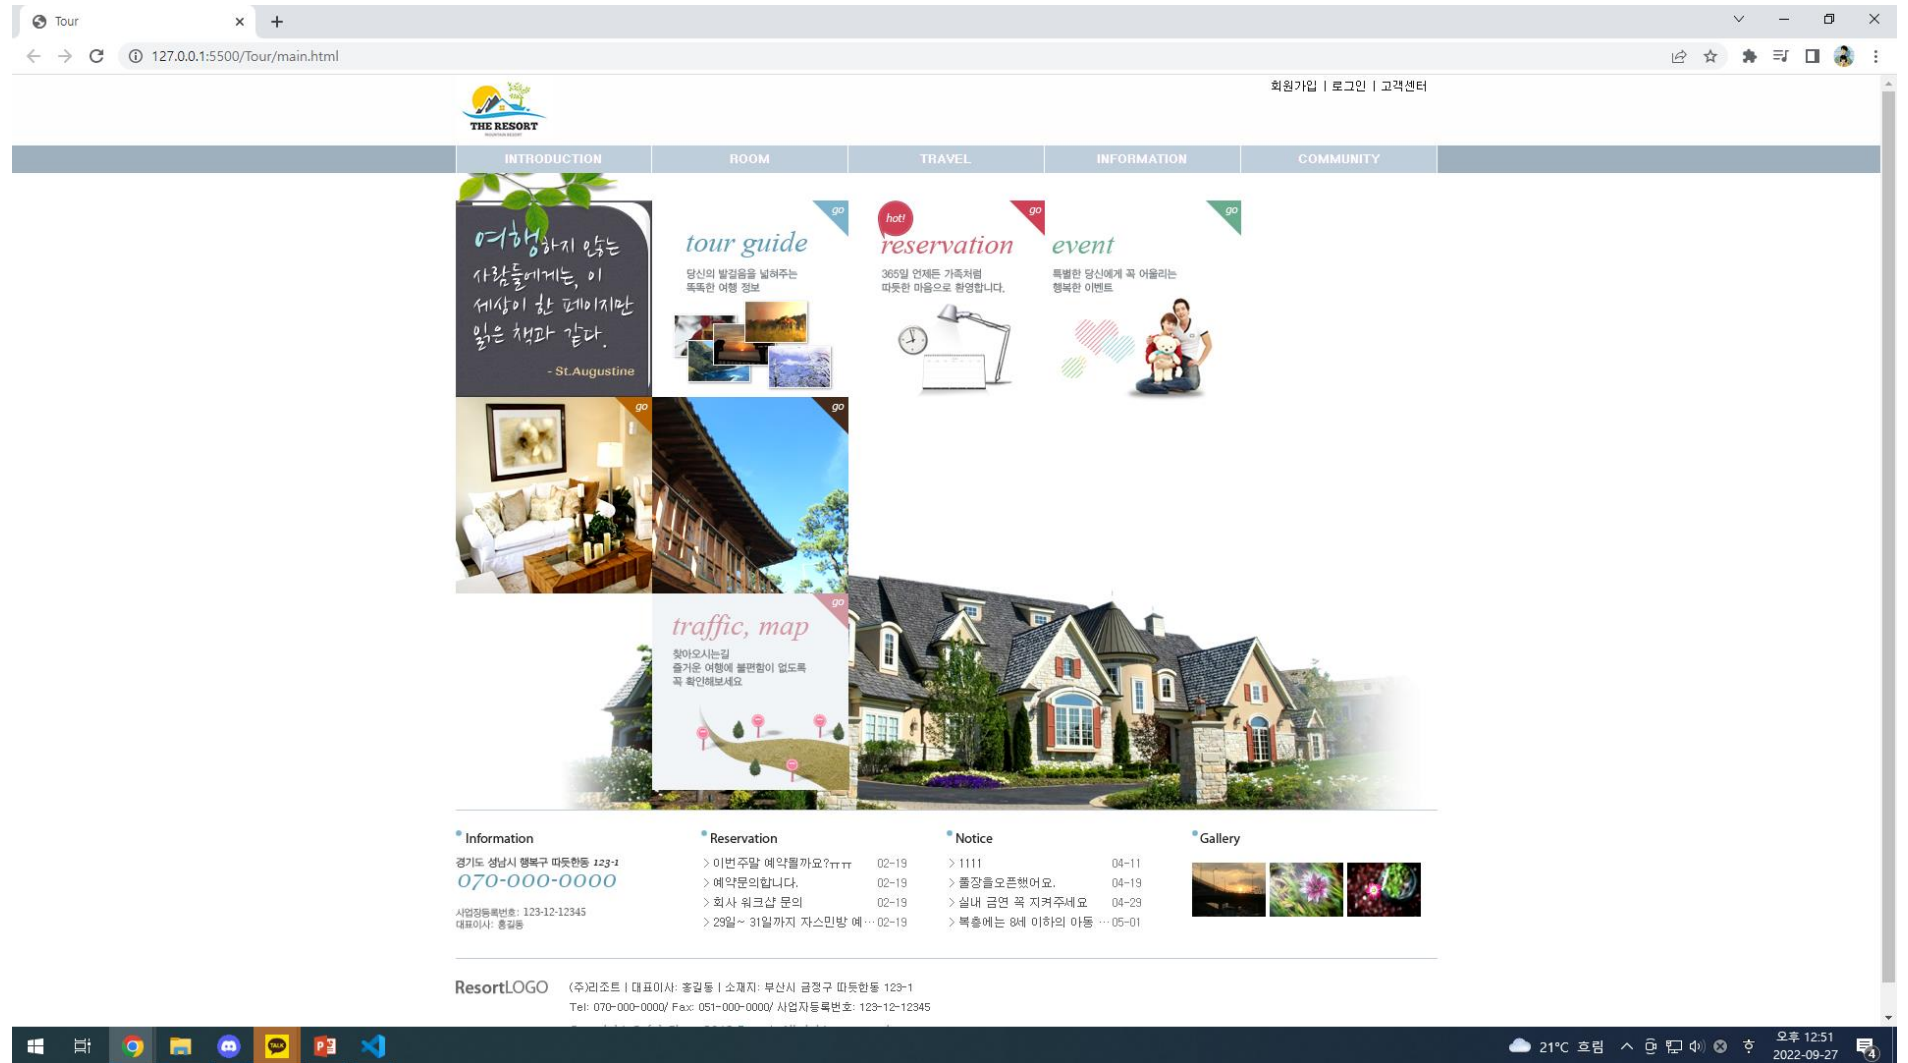 Tour
127.0.0.1:5500/Tour/main.html
THE RESORT
회원가입 | 로그인 | 고객센터
INTRODUCTION
ROOM
TRAVEL
INFORMATION
COMMUNITY
여행하지 않는
사람들에게는, 이
세상이 한 페이지만
읽은 책과 같다.
- St.Augustine
go
tour guide
당신의 발걸음을 넓혀주는
똑똑한 여행 정보
hot!
go
reservation
365일 언제든 가족처럼
따듯한 마음으로 환영합니다.
go
event
특별한 당신에게 꼭 어울리는
행복한 이벤트
go
go
go
traffic, map
찾아오시는길
즐거운 여행에 불편함이 없도록
꼭 확인해보세요
Information
경기도 성남시 행복구 따듯한동 123-1
070-000-0000
사업장등록번호: 123-12-12345
대표이사: 홍길동
Reservation
> 이번주말 예약될까요?ㅠㅠ 02-19
> 예약문의합니다. 02-19
> 회사 워크샵 문의 02-19
> 29일~ 31일까지 자스민방 예… 02-19
Notice
> 1111 04-11
> 풀장을오픈했어요. 04-19
> 실내 금연 꼭 지켜주세요 04-29
> 복층에는 8세 이하의 아동 … 05-01
Gallery
ResortLOGO
(주)리조트 | 대표이사: 홍길동 | 소재지: 부산시 금정구 따듯한동 123-1
Tel: 070-000-0000/ Fax: 051-000-0000/ 사업자등록번호: 123-12-12345
TALK
21°C 흐림
호
오후 12:51
2022-09-27
4